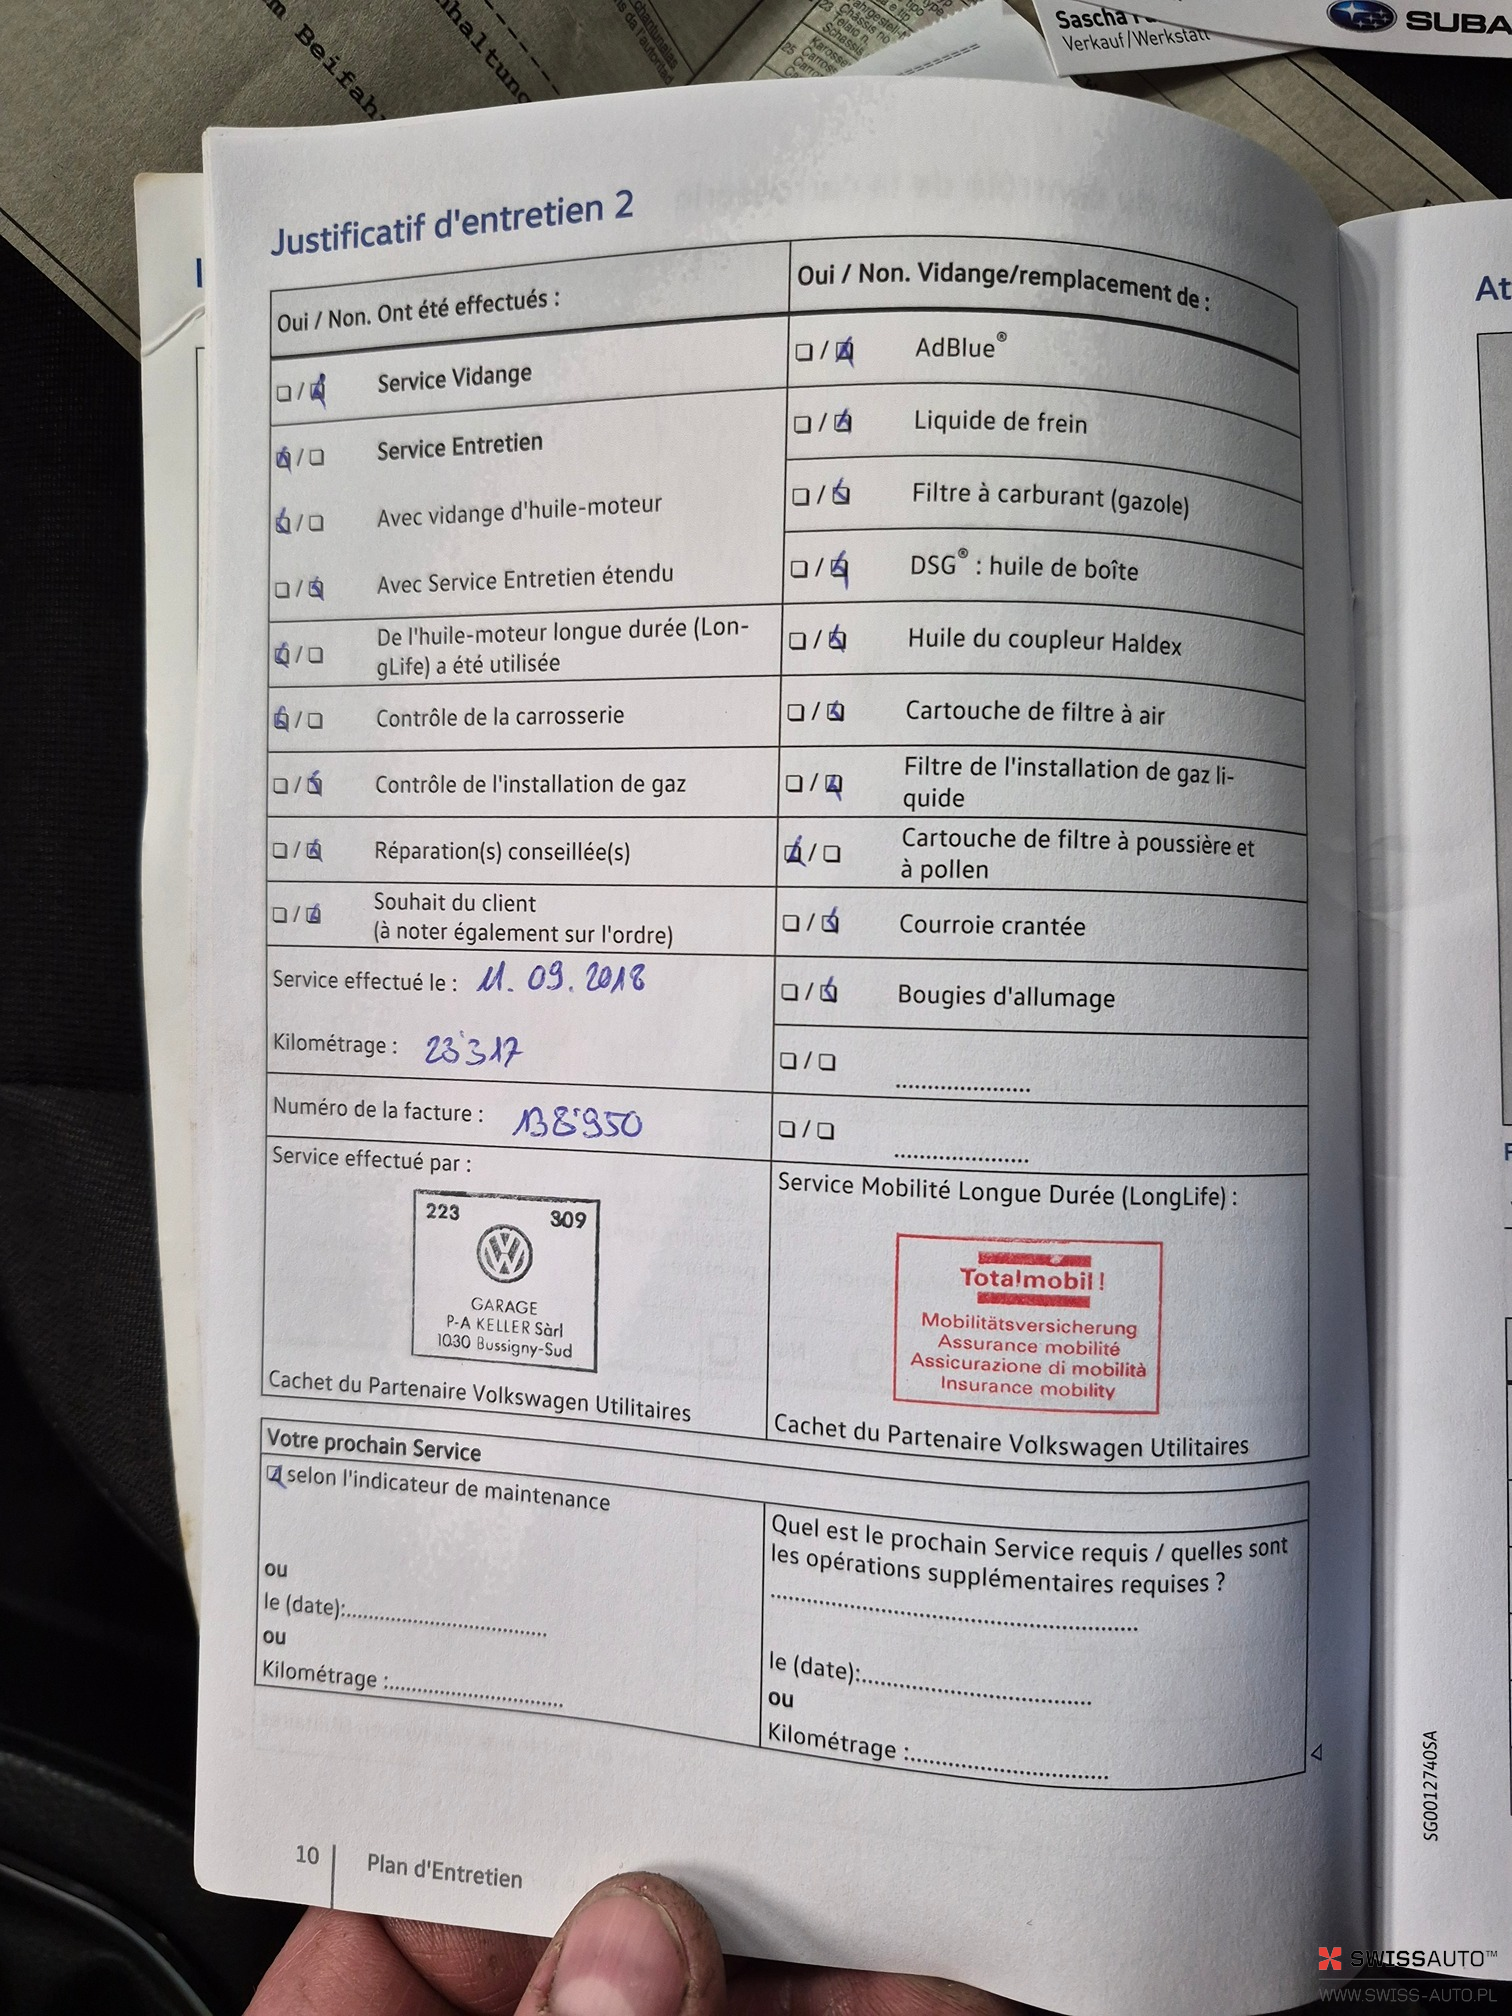 m Beifahr
nhaltung
Sascha
Verkauf/Werkstatt
SUBA
Justificatif d'entretien 2
Oui / Non. Ont été effectués :
☐ / ☑ Service Vidange
☑ / ☐ Service Entretien
☑ / ☐ Avec vidange d'huile-moteur
☐ / ☑ Avec Service Entretien étendu
☑ / ☐ De l'huile-moteur longue durée (Lon-
gLife) a été utilisée
☑ / ☐ Contrôle de la carrosserie
☐ / ☑ Contrôle de l'installation de gaz
☐ / ☑ Réparation(s) conseillée(s)
☐ / ☑ Souhait du client
(à noter également sur l'ordre)
Service effectué le : 11.09.2018
Kilométrage : 23'317
Numéro de la facture : 138'950
Service effectué par :
223 309
GARAGE
P-A KELLER Sàrl
1030 Bussigny-Sud
Cachet du Partenaire Volkswagen Utilitaires
Oui / Non. Vidange/remplacement de :
☐ / ☑ AdBlue®
☐ / ☑ Liquide de frein
☐ / ☑ Filtre à carburant (gazole)
☐ / ☑ DSG® : huile de boîte
☐ / ☑ Huile du coupleur Haldex
☐ / ☑ Cartouche de filtre à air
☐ / ☑ Filtre de l'installation de gaz li-
quide
☑ / ☐ Cartouche de filtre à poussière et
à pollen
☐ / ☑ Courroie crantée
☐ / ☑ Bougies d'allumage
☐ / ☐ ......................
☐ / ☐ ......................
Service Mobilité Longue Durée (LongLife) :
Totalmobil !
Mobilitätsversicherung
Assurance mobilité
Assicurazione di mobilità
Insurance mobility
Cachet du Partenaire Volkswagen Utilitaires
Votre prochain Service
☑ selon l'indicateur de maintenance
ou
le (date):..............................
ou
Kilométrage :..........................
Quel est le prochain Service requis / quelles sont
les opérations supplémentaires requises ?
......................................................
le (date):..................................
ou
Kilométrage :.............................
10 Plan d'Entretien
At
SG0012740SA
SWISSAUTO™
WWW.SWISS-AUTO.PL